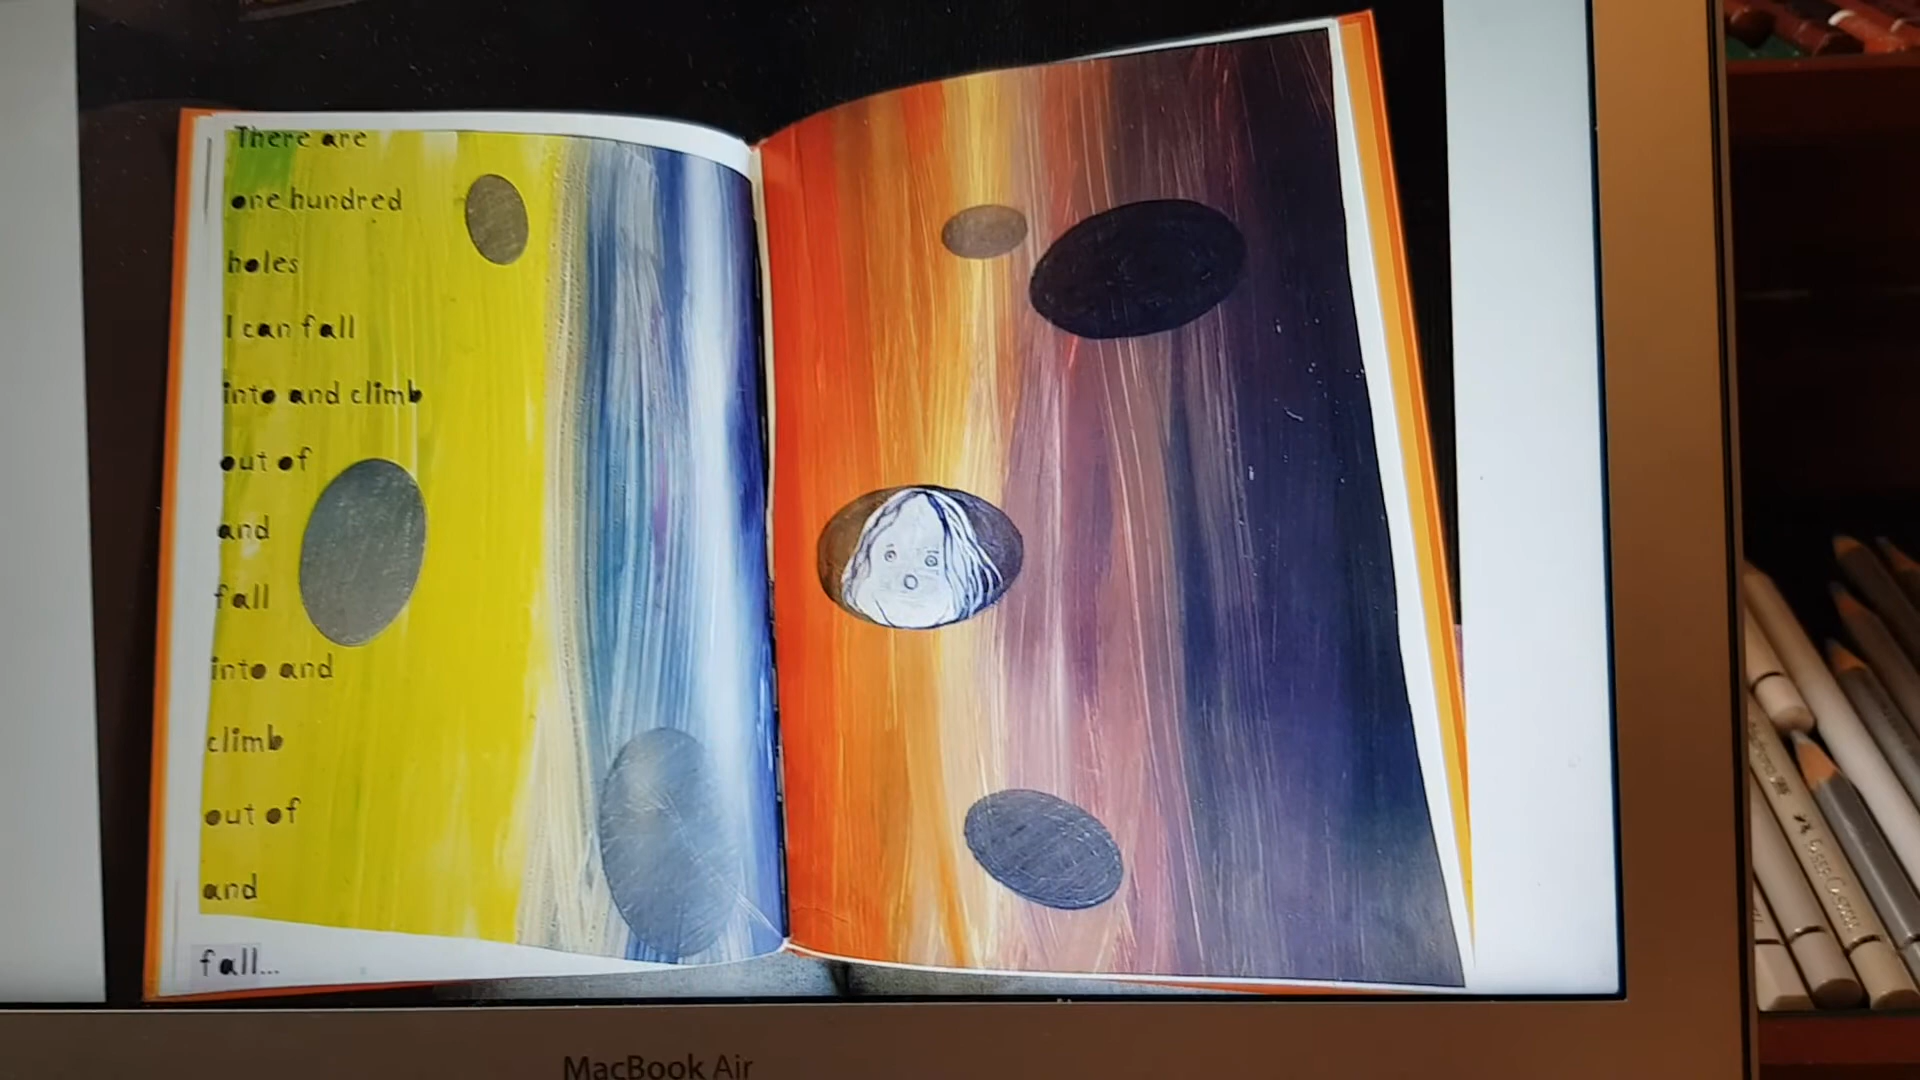 There are
one hundred
holes
I can fall
into and climb
out of
and
fall
into and
climb
out of
and
fall...
MacBook Air